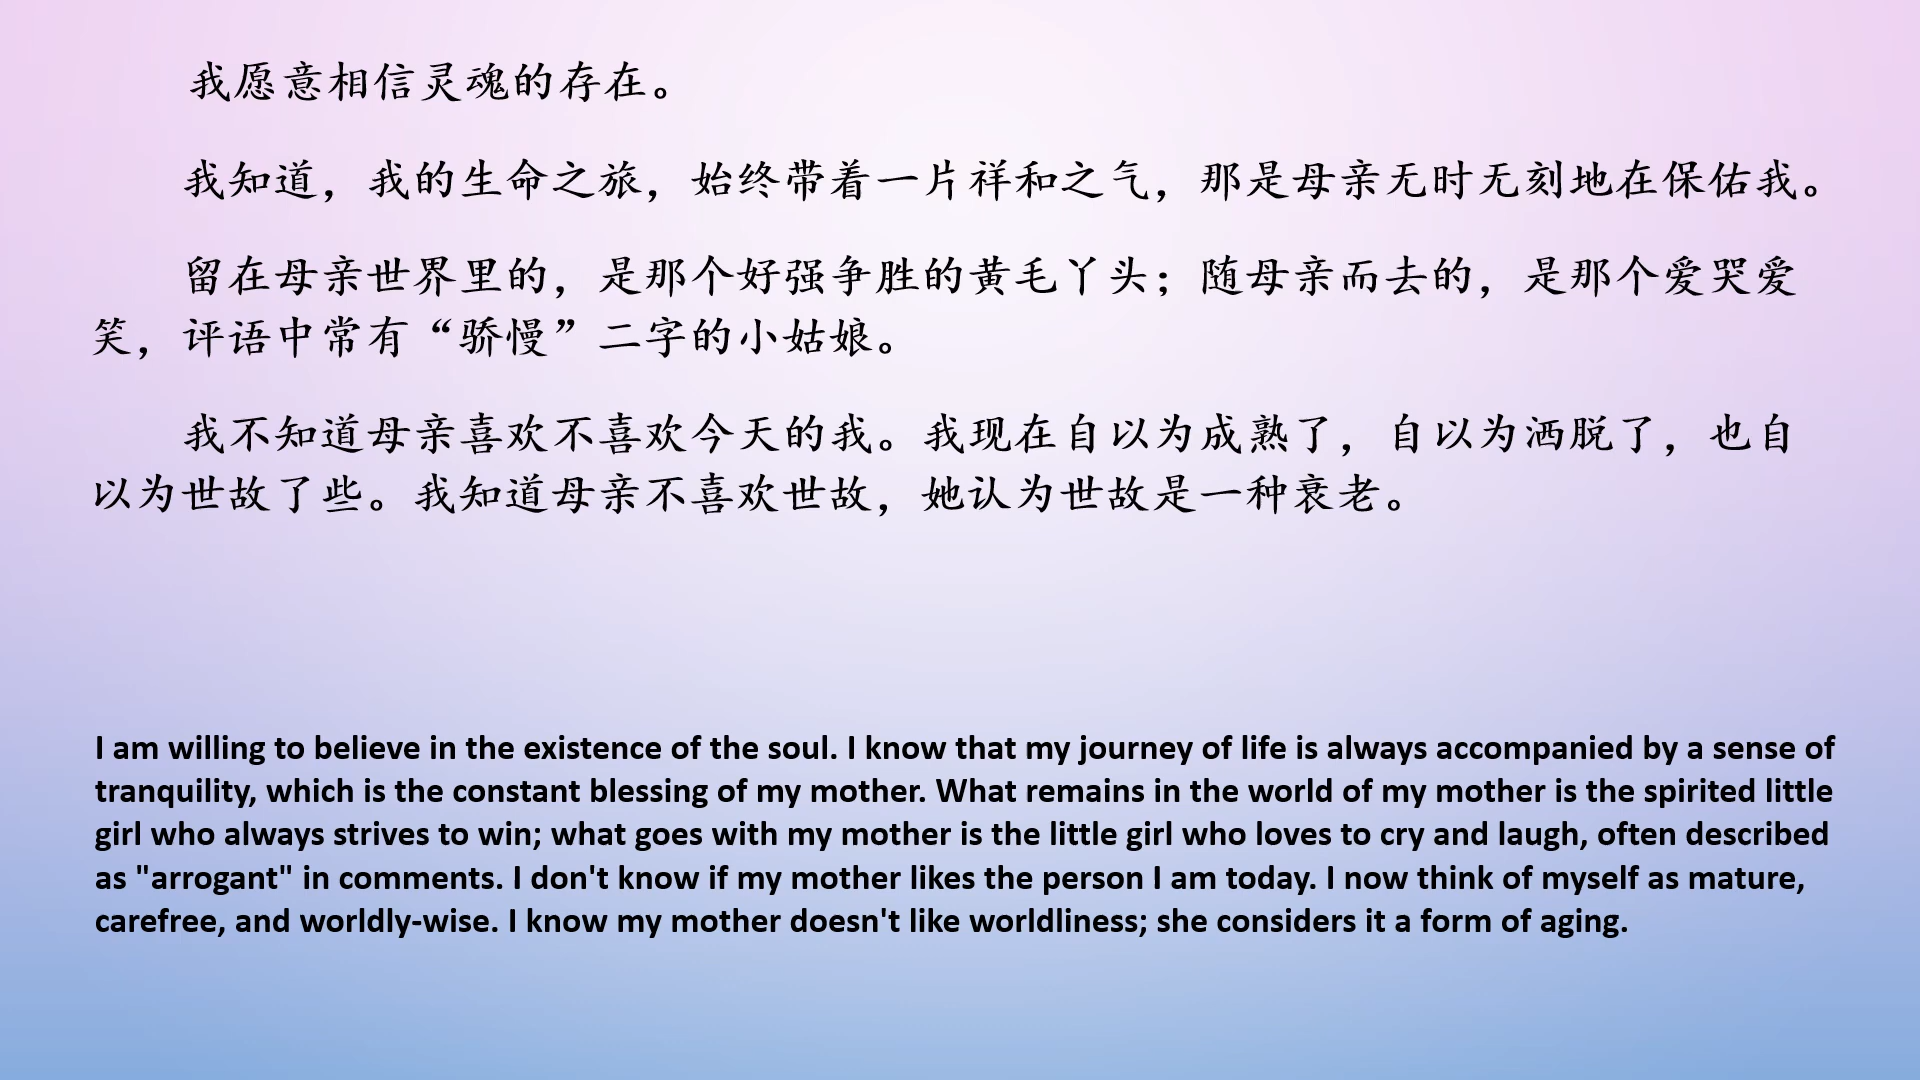 我愿意相信灵魂的存在。
我知道，我的生命之旅，始终带着一片祥和之气，那是母亲无时无刻地在保佑我。
留在母亲世界里的，是那个好强争胜的黄毛丫头；随母亲而去的，是那个爱哭爱
笑，评语中常有“骄慢”二字的小姑娘。
我不知道母亲喜欢不喜欢今天的我。我现在自以为成熟了，自以为洒脱了，也自
以为世故了些。我知道母亲不喜欢世故，她认为世故是一种衰老。
I am willing to believe in the existence of the soul. I know that my journey of life is always accompanied by a sense of
tranquility, which is the constant blessing of my mother. What remains in the world of my mother is the spirited little
girl who always strives to win; what goes with my mother is the little girl who loves to cry and laugh, often described
as "arrogant" in comments. I don't know if my mother likes the person I am today. I now think of myself as mature,
carefree, and worldly-wise. I know my mother doesn't like worldliness; she considers it a form of aging.